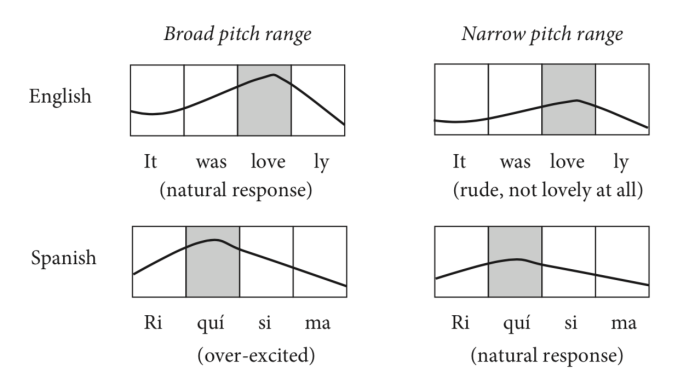 Broad pitch range Narrow pitch range
English
It was love ly It was love ly
(natural response) (rude, not lovely at all)
Spanish
Ri quí si ma Ri quí si ma
(over-excited) (natural response)